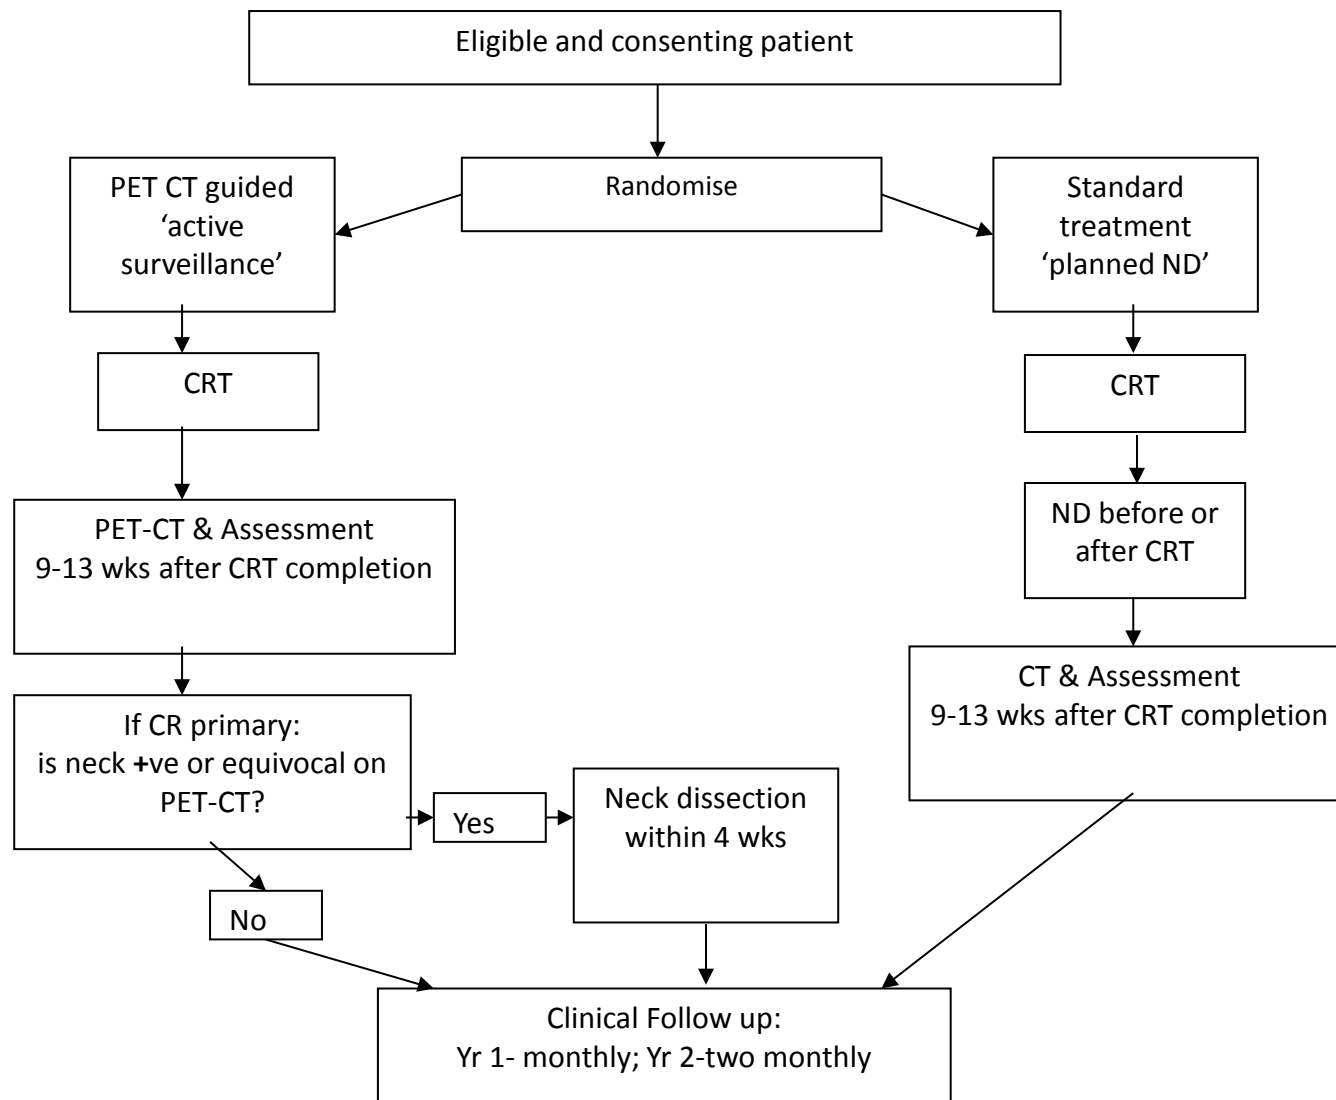 Eligible and consenting patient
Randomise
PET CT guided
‘active
surveillance’
Standard
treatment
‘planned ND’
CRT
CRT
PET-CT & Assessment
9-13 wks after CRT completion
ND before or
after CRT
CT & Assessment
9-13 wks after CRT completion
If CR primary:
is neck +ve or equivocal on
PET-CT?
Yes
Neck dissection
within 4 wks
No
Clinical Follow up:
Yr 1- monthly; Yr 2-two monthly